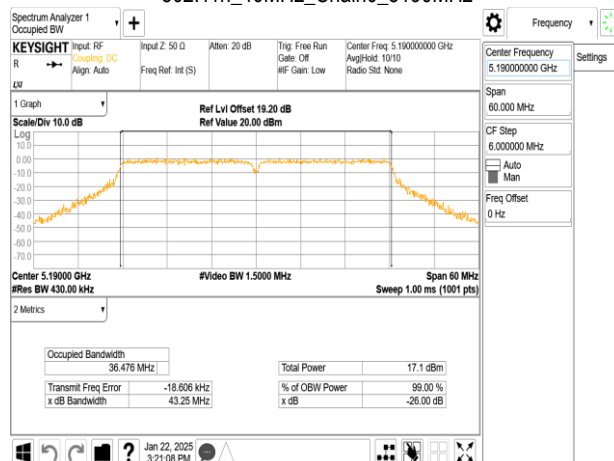 Spectrum Analyzer 1
Occupied BW
Frequency
KEYSIGHT
Input: RF
Coupling: DC
Align: Auto
Input Z: 50 Ω
Freq Ref: Int (S)
Atten: 20 dB
Trig: Free Run
Gate: Off
#IF Gain: Low
Center Freq: 5.190000000 GHz
Avg|Hold: 10/10
Radio Std: None
R
LXI
Center Frequency
5.190000000 GHz
Settings
Span
60.000 MHz
CF Step
6.000000 MHz
Auto
Man
Freq Offset
0 Hz
1 Graph
Ref Lvl Offset 19.20 dB
Scale/Div 10.0 dB
Ref Value 20.00 dBm
Log
10.0
0.00
-10.0
-20.0
-30.0
-40.0
-50.0
-60.0
-70.0
Center 5.19000 GHz
#Video BW 1.5000 MHz
Span 60 MHz
#Res BW 430.00 kHz
Sweep 1.00 ms (1001 pts)
2 Metrics
Occupied Bandwidth
36.476 MHz
Total Power 17.1 dBm
Transmit Freq Error -18.606 kHz
% of OBW Power 99.00 %
x dB Bandwidth 43.25 MHz
x dB -26.00 dB
?
Jan 22, 2025
3:21:08 PM